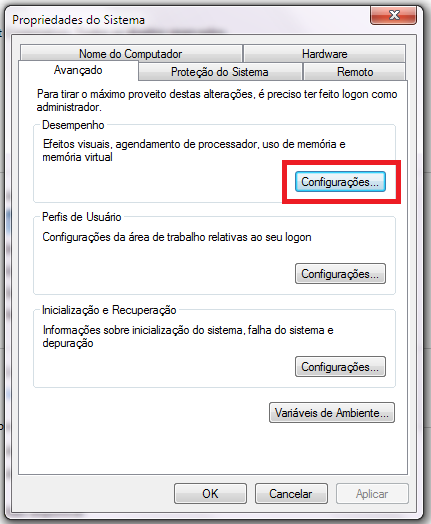 Propriedades do Sistema
Nome do Computador
Hardware
Avançado
Proteção do Sistema
Remoto
Para tirar o máximo proveito destas alterações, é preciso ter feito logon como
administrador.
Desempenho
Efeitos visuais, agendamento de processador, uso de memória e
memória virtual
Configurações...
Perfis de Usuário
Configurações da área de trabalho relativas ao seu logon
Configurações...
Inicialização e Recuperação
Informações sobre inicialização do sistema, falha do sistema e
depuração
Configurações...
Variáveis de Ambiente...
OK
Cancelar
Aplicar